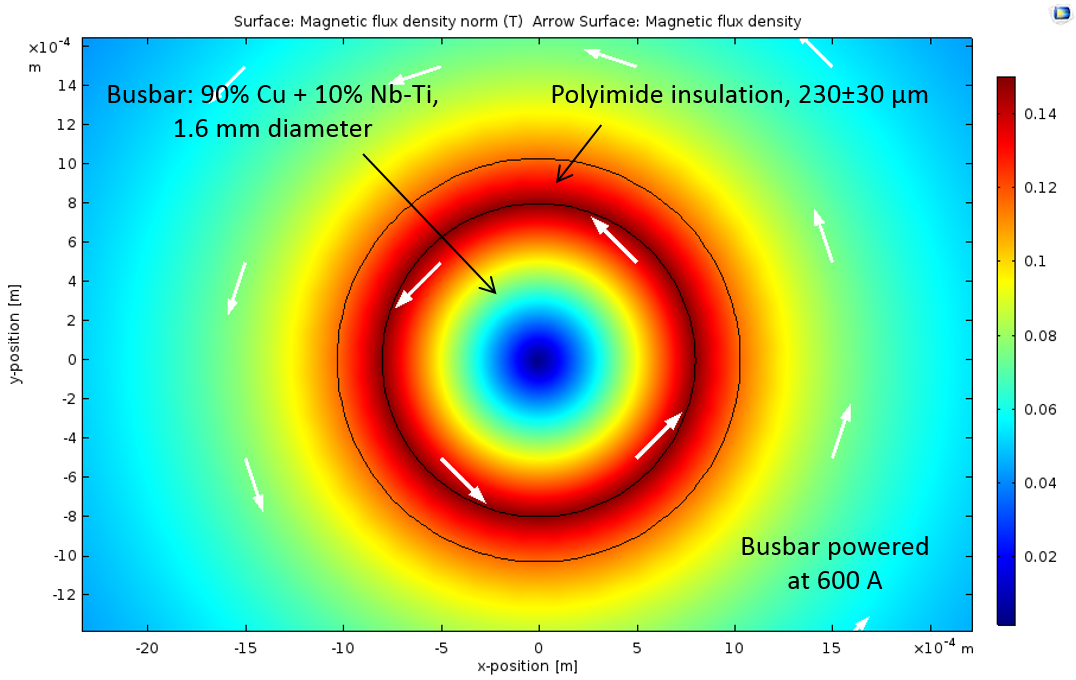 Surface: Magnetic flux density norm (T)  Arrow Surface: Magnetic flux density
×10⁻⁴
m
Busbar: 90% Cu + 10% Nb-Ti,
1.6 mm diameter
Polyimide insulation, 230±30 µm
14
12
10
8
6
4
2
0
-2
-4
-6
-8
-10
-12
y-position [m]
0.14
0.12
0.1
0.08
0.06
0.04
0.02
Busbar powered
at 600 A
-20 -15 -10 -5 0 5 10 15 ×10⁻⁴ m
x-position [m]